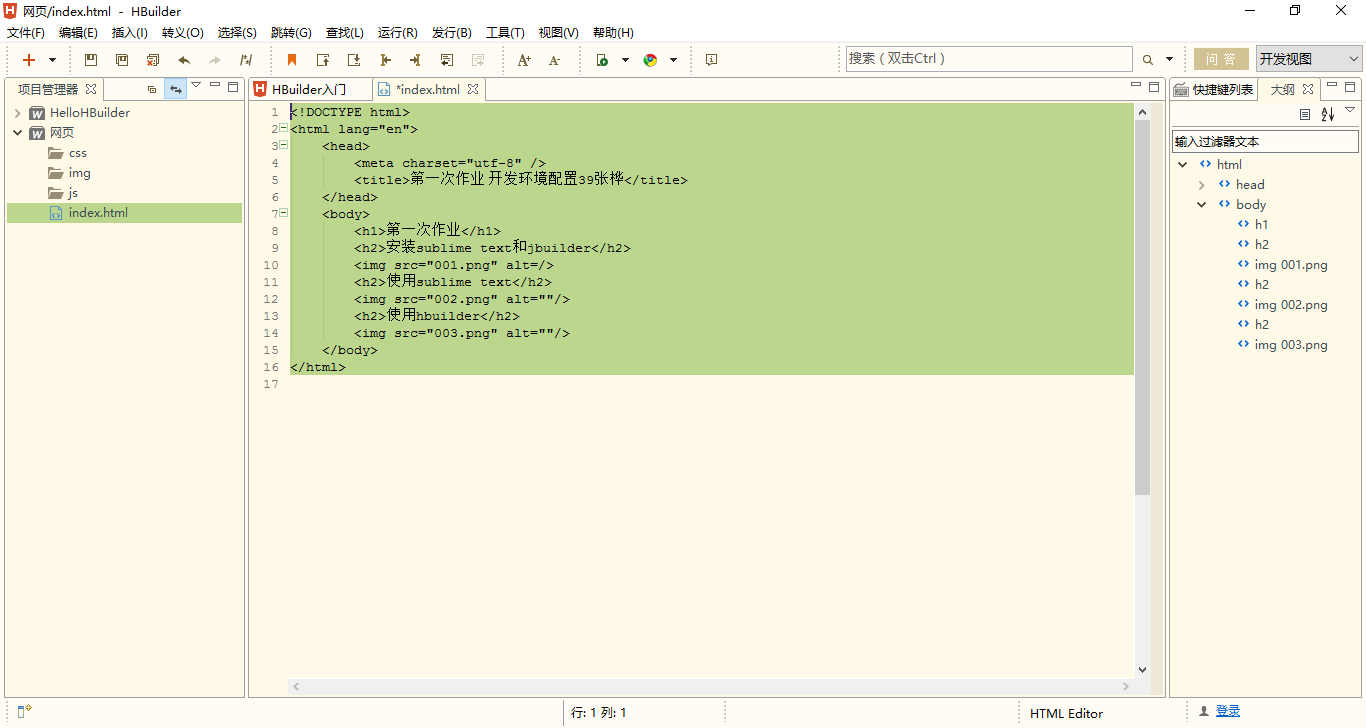 网页/index.html - HBuilder
文件(F) 编辑(E) 插入(I) 转义(O) 选择(S) 跳转(G) 查找(L) 运行(R) 发行(B) 工具(T) 视图(V) 帮助(H)
搜索（双击Ctrl） 问 答 开发视图
项目管理器
HelloHBuilder
网页
css
img
js
index.html
HBuilder入门 *index.html
1 <!DOCTYPE html>
2 <html lang="en">
3 <head>
4 <meta charset="utf-8" />
5 <title>第一次作业 开发环境配置39张桦</title>
6 </head>
7 <body>
8 <h1>第一次作业</h1>
9 <h2>安装sublime text和jbuilder</h2>
10 <img src="001.png" alt=/>
11 <h2>使用sublime text</h2>
12 <img src="002.png" alt=""/>
13 <h2>使用hbuilder</h2>
14 <img src="003.png" alt=""/>
15 </body>
16 </html>
17
快捷键列表 大纲
输入过滤器文本
html
head
body
h1
h2
img 001.png
h2
img 002.png
h2
img 003.png
行: 1 列: 1 HTML Editor 登录